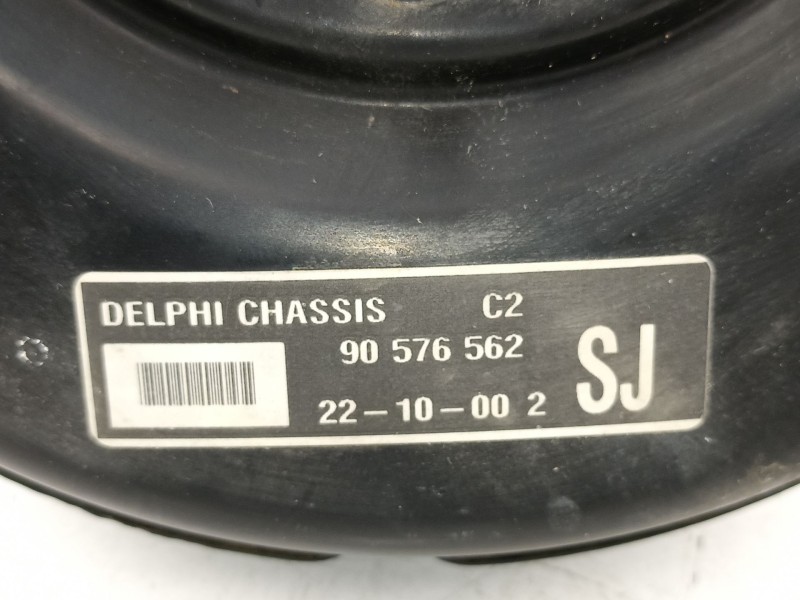 DELPHI CHASSIS C2
90 576 562
22-10-00 2
SJ